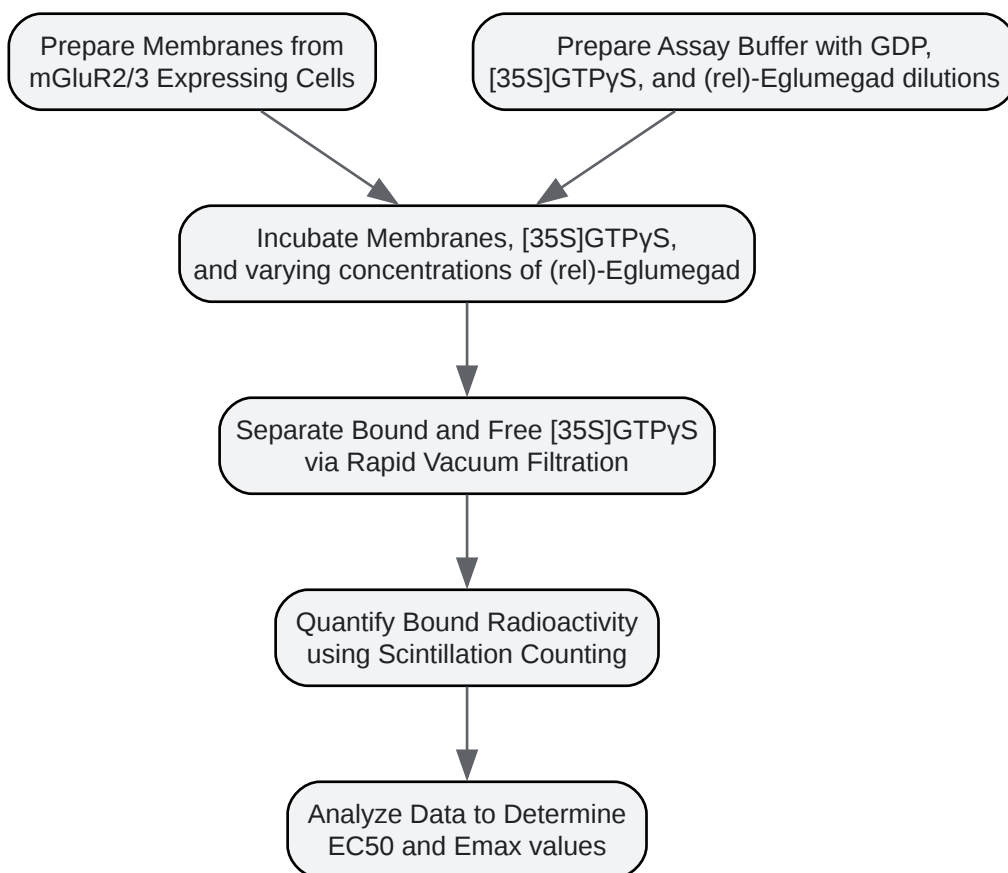 Prepare Membranes from
mGluR2/3 Expressing Cells
Prepare Assay Buffer with GDP,
[35S]GTPγS, and (rel)-Eglumegad dilutions
Incubate Membranes, [35S]GTPγS,
and varying concentrations of (rel)-Eglumegad
Separate Bound and Free [35S]GTPγS
via Rapid Vacuum Filtration
Quantify Bound Radioactivity
using Scintillation Counting
Analyze Data to Determine
EC50 and Emax values